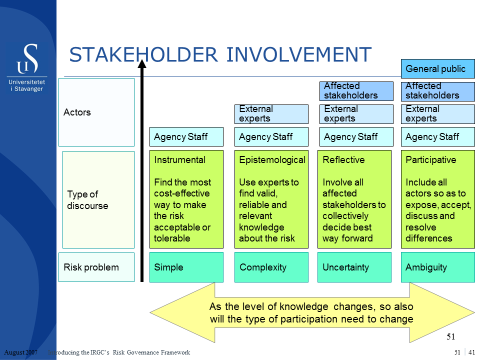 STAKEHOLDER INVOLVEMENT
US
Universitetet
i Stavanger
General public
Affected
stakeholders
Affected
stakeholders
Actors
External
experts
External
experts
External
experts
Agency Staff
Agency Staff
Agency Staff
Agency Staff
Type of
discourse
Instrumental
Find the most
cost-effective
way to make
the risk
acceptable or
tolerable
Epistemological
Use experts to
find valid,
reliable and
relevant
knowledge
about the risk
Reflective
Involve all
affected
stakeholders to
collectively
decide best
way forward
Participative
Include all
actors so as to
expose, accept,
discuss and
resolve
differences
Risk problem
Simple
Complexity
Uncertainty
Ambiguity
As the level of knowledge changes, so also
will the type of participation need to change
51
August
Introducing the IRGC's Risk Governance Framework
51 | 41